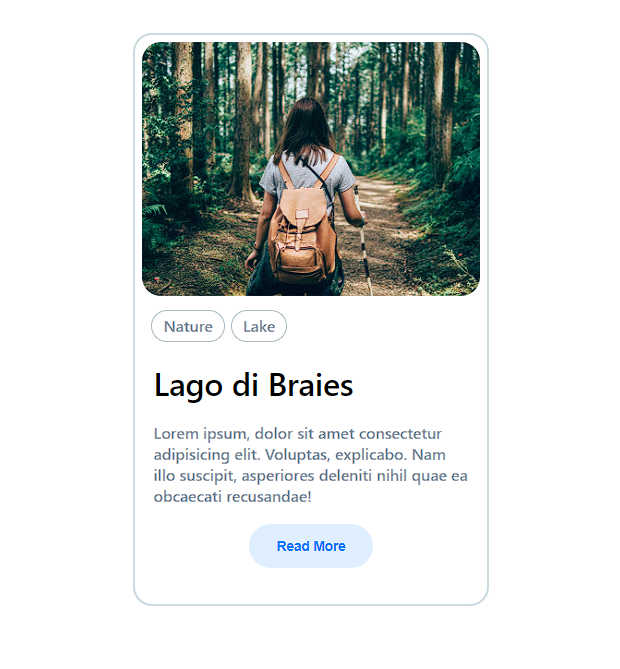 Nature
Lake
Lago di Braies
Lorem ipsum, dolor sit amet consectetur
adipisicing elit. Voluptas, explicabo. Nam
illo suscipit, asperiores deleniti nihil quae ea
obcaecati recusandae!
Read More